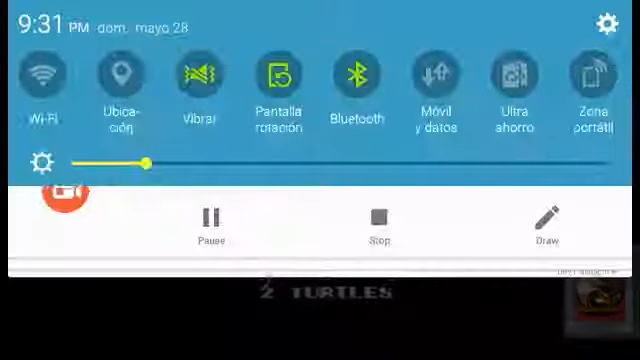 9:31 PM dom. mayo 28
Wi-Fi
Ubica-
ción
Vibrar
Pantalla
rotación
Bluetooth
Móvil
y datos
Ultra
ahorro
Zona
portátil
Pause
Stop
Draw
2 TURTLES